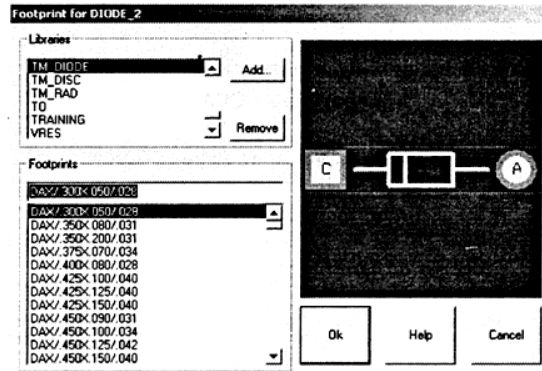 Footprint for DIODE_2
Libraries
TM_DIODE
TM_DISC
TM_RAD
TO
TRAINING
VRES
Add...
Remove
Footprints
DAX/.300X.050/.028
DAX/.300X.050/.028
DAX/.350X.080/.031
DAX/.350X.200/.031
DAX/.375X.070/.034
DAX/.400X.080/.028
DAX/.425X.100/.040
DAX/.425X.125/.040
DAX/.425X.150/.040
DAX/.450X.090/.031
DAX/.450X.100/.034
DAX/.450X.125/.042
DAX/.450X.150/.040
C
A
Ok
Help
Cancel